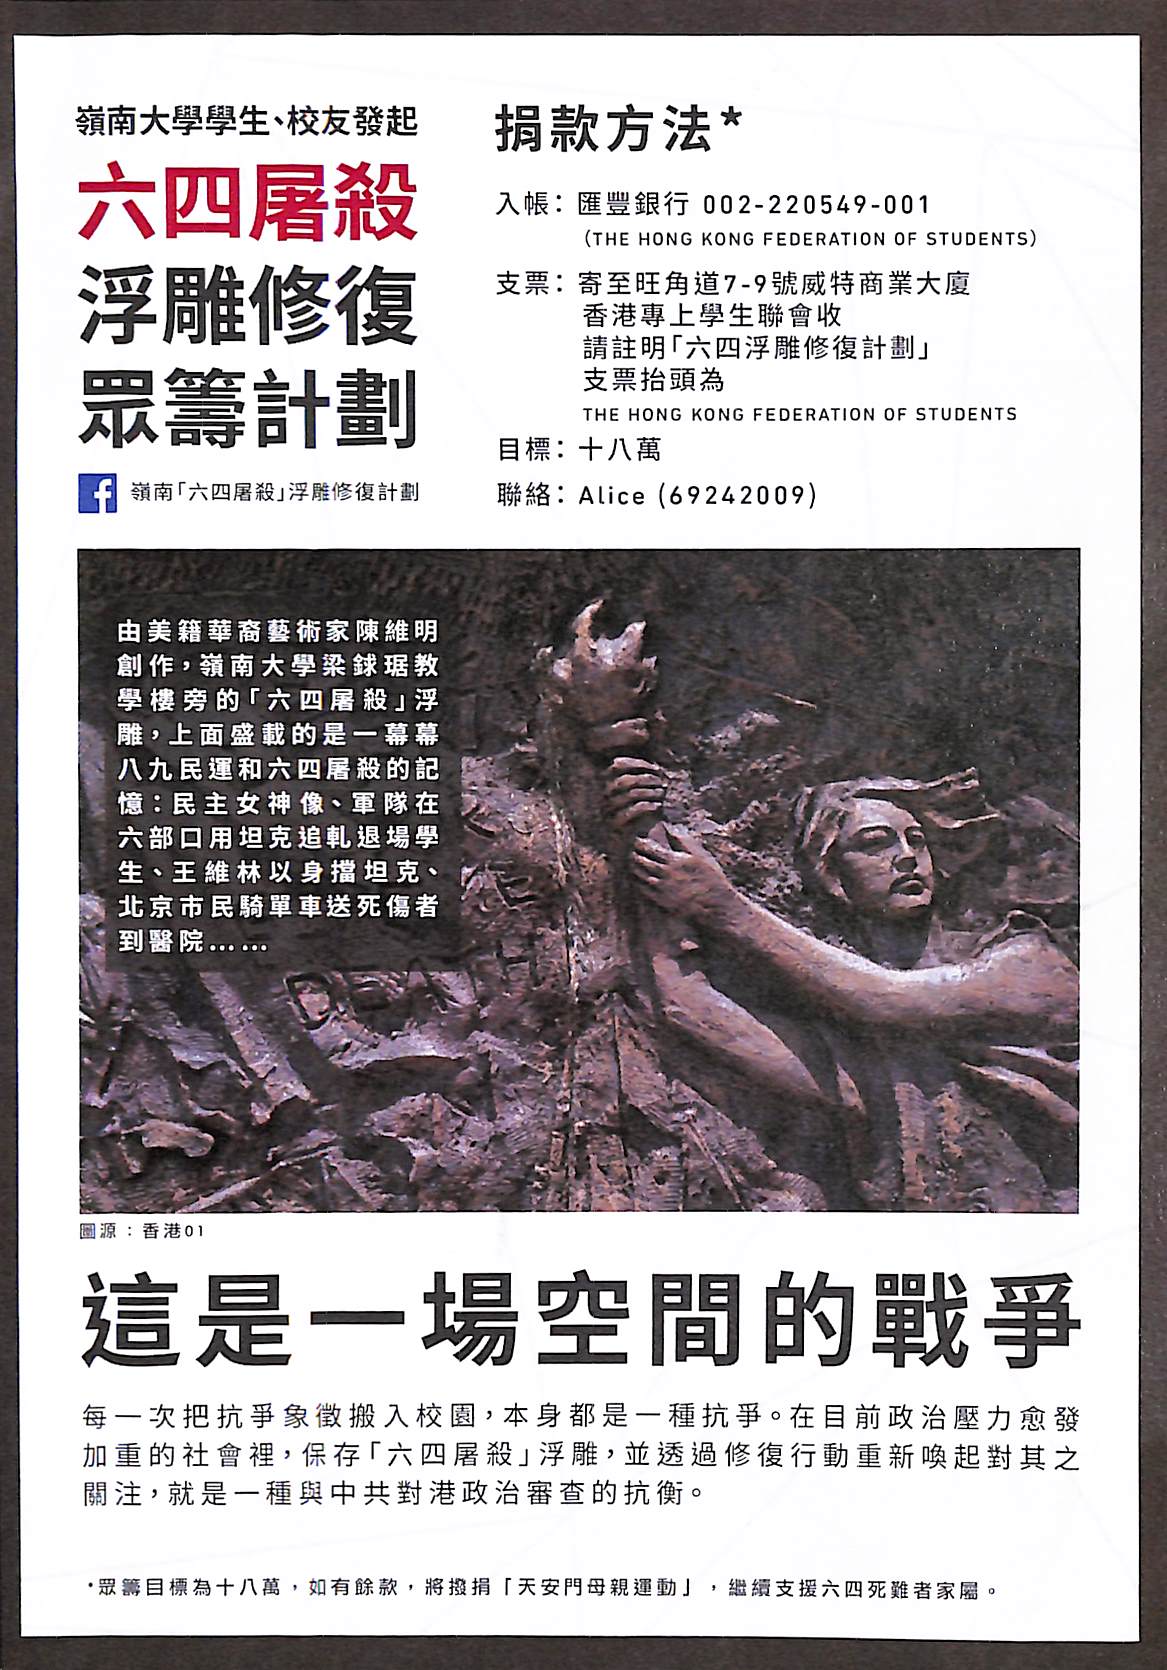 嶺南大學學生、校友發起
六四屠殺
浮雕修復
眾籌計劃
嶺南「六四屠殺」浮雕修復計劃
捐款方法*
入帳：匯豐銀行 002-220549-001
（THE HONG KONG FEDERATION OF STUDENTS）
支票：寄至旺角道7-9號威特商業大廈
香港專上學生聯會收
請註明「六四浮雕修復計劃」
支票抬頭為
THE HONG KONG FEDERATION OF STUDENTS
目標：十八萬
聯絡：Alice (69242009)
由美籍華裔藝術家陳維明
創作，嶺南大學梁銶琚教
學樓旁的「六四屠殺」浮
雕，上面盛載的是一幕幕
八九民運和六四屠殺的記
憶：民主女神像、軍隊在
六部口用坦克追軋退場學
生、王維林以身擋坦克、
北京市民騎單車送死傷者
到醫院……
圖源：香港01
這是一場空間的戰爭
每一次把抗爭象徵搬入校園，本身都是一種抗爭。在目前政治壓力愈發
加重的社會裡，保存「六四屠殺」浮雕，並透過修復行動重新喚起對其之
關注，就是一種與中共對港政治審查的抗衡。
*眾籌目標為十八萬，如有餘款，將撥捐「天安門母親運動」，繼續支援六四死難者家屬。